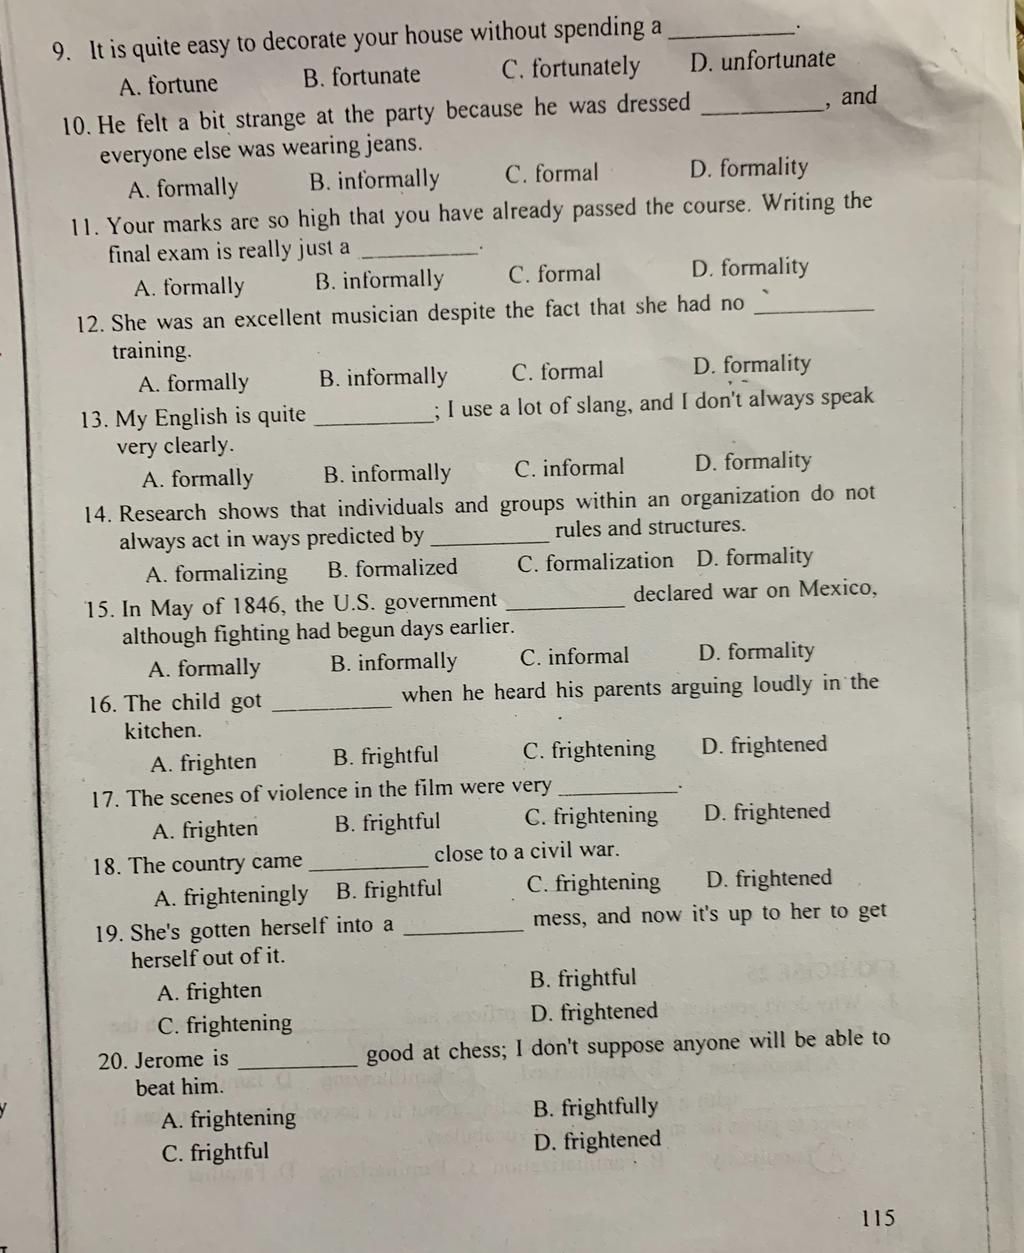 9. It is quite easy to decorate your house without spending a __________.
A. fortune B. fortunate C. fortunately D. unfortunate
10. He felt a bit strange at the party because he was dressed __________, and
everyone else was wearing jeans.
A. formally B. informally C. formal D. formality
11. Your marks are so high that you have already passed the course. Writing the
final exam is really just a __________.
A. formally B. informally C. formal D. formality
12. She was an excellent musician despite the fact that she had no __________
training.
A. formally B. informally C. formal D. formality
13. My English is quite __________; I use a lot of slang, and I don't always speak
very clearly.
A. formally B. informally C. informal D. formality
14. Research shows that individuals and groups within an organization do not
always act in ways predicted by __________ rules and structures.
A. formalizing B. formalized C. formalization D. formality
15. In May of 1846, the U.S. government __________ declared war on Mexico,
although fighting had begun days earlier.
A. formally B. informally C. informal D. formality
16. The child got __________ when he heard his parents arguing loudly in the
kitchen.
A. frighten B. frightful C. frightening D. frightened
17. The scenes of violence in the film were very __________.
A. frighten B. frightful C. frightening D. frightened
18. The country came __________ close to a civil war.
A. frighteningly B. frightful C. frightening D. frightened
19. She's gotten herself into a __________ mess, and now it's up to her to get
herself out of it.
A. frighten B. frightful
C. frightening D. frightened
20. Jerome is __________ good at chess; I don't suppose anyone will be able to
beat him.
A. frightening B. frightfully
C. frightful D. frightened
115